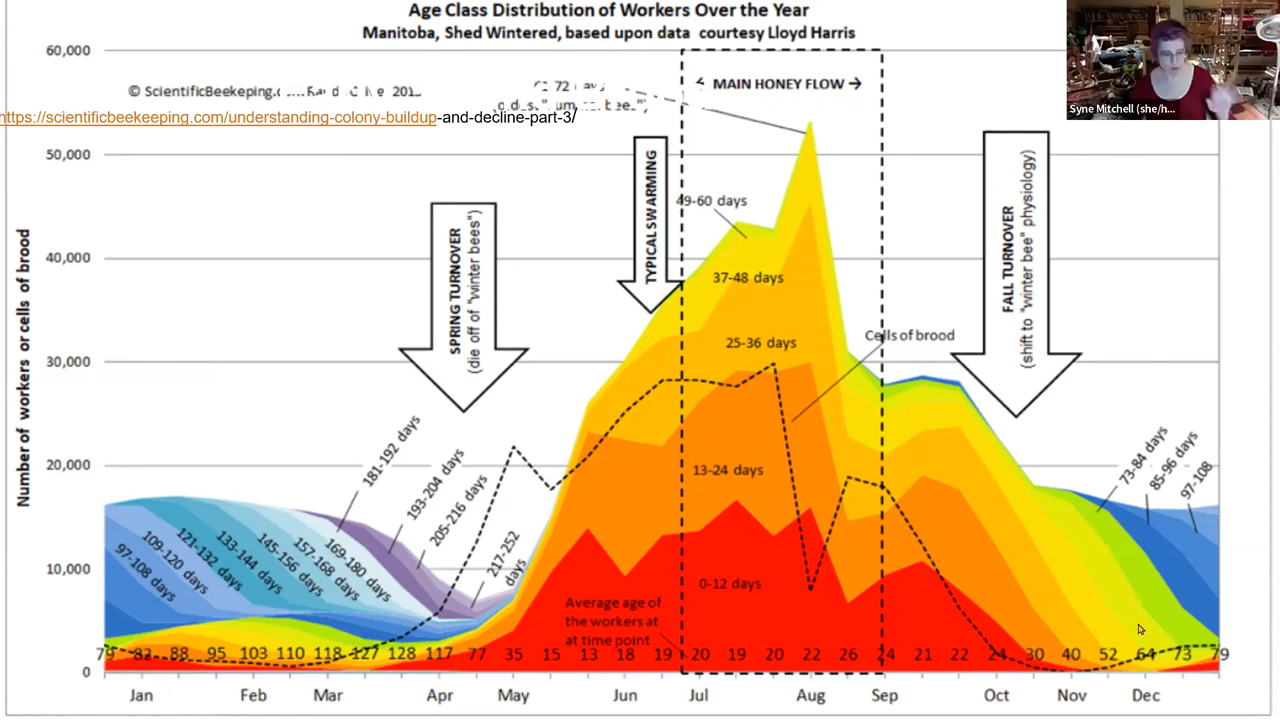 Age Class Distribution of Workers Over the Year
Manitoba, Shed Wintered, based upon data courtesy Lloyd Harris
60,000
50,000
40,000
30,000
20,000
10,000
0
Number of workers or cells of brood
© ScientificBeekeeping.c
https://scientificbeekeeping.com/understanding-colony-buildup-and-decline-part-3/
72
MAIN HONEY FLOW
Syne Mitchell (she/h...
SPRING TURNOVER
(die off of "winter bees")
TYPICAL SWARMING
FALL TURNOVER
(shift to "winter bee" physiology)
49-60 days
37-48 days
25-36 days
Cells of brood
13-24 days
0-12 days
Average age of
the workers at
at time point
97-108 days
109-120 days
121-132 days
133-144 days
145-156 days
157-168 days
169-180 days
181-192 days
193-204 days
205-216 days
217-252
days
73-84 days
85-96 days
97-108
79 82 88 95 103 110 118 127 128 117 77 35 15 13 18 19 20 19 20 22 26 24 21 22 24 30 40 52 64 73 79
Jan Feb Mar Apr May Jun Jul Aug Sep Oct Nov Dec